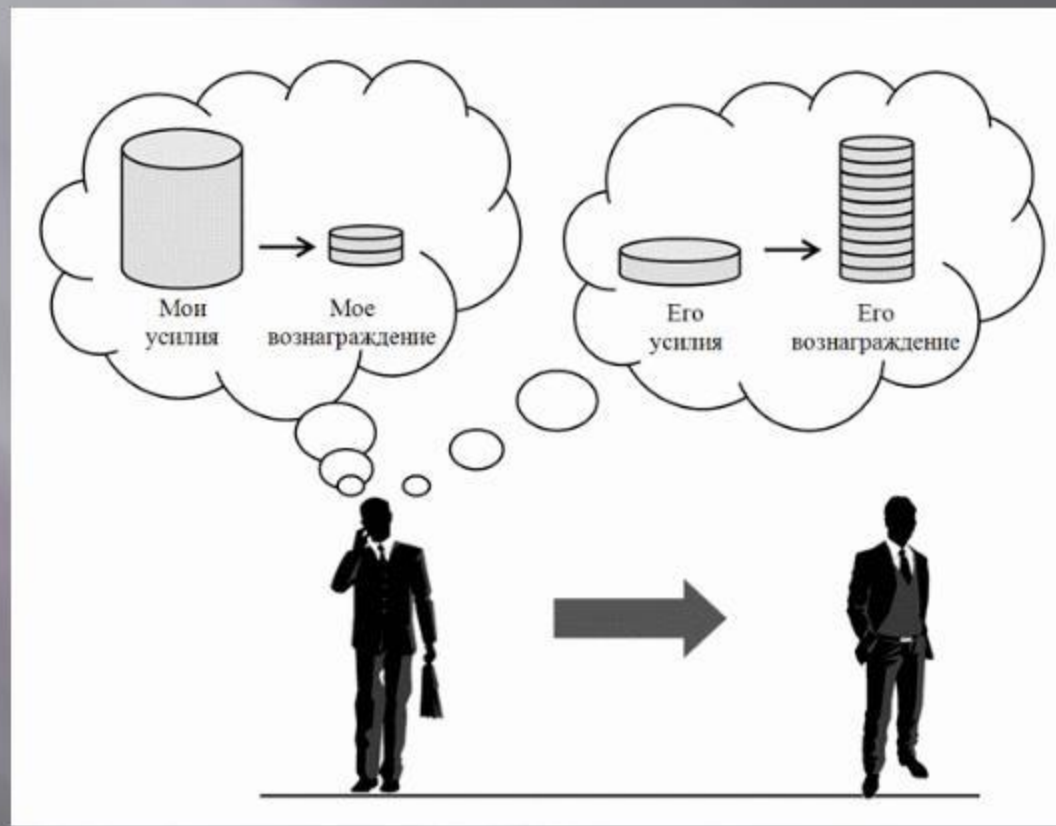 Мои
усилия
Мое
вознаграждение
Его
усилия
Его
вознаграждение